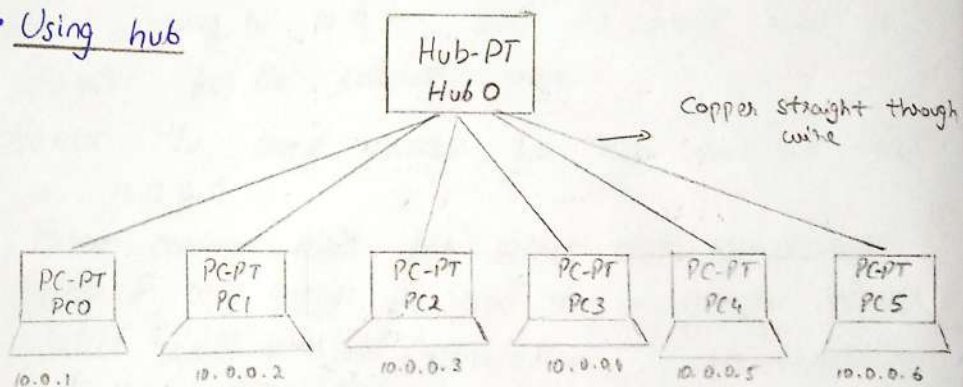 • Using hub
Hub-PT
Hub 0
Copper straight through
wire
PC-PT
PC0
PC-PT
PC1
PC-PT
PC2
PC-PT
PC3
PC-PT
PC4
PC-PT
PC5
10.0.1
10.0.0.2
10.0.0.3
10.0.0.4
10.0.0.5
10.0.0.6